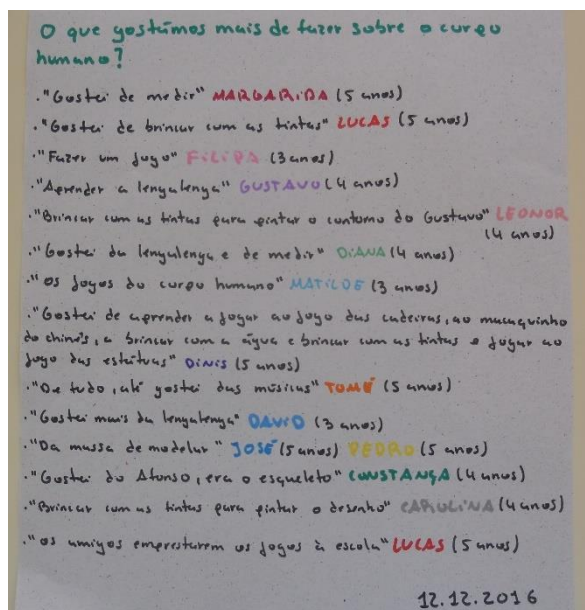 O que gostámos mais de fazer sobre o corpo
humano?
."Gostei de medir" MARGARIDA (5 anos)
."Gostei de brincar com as tintas" LUCAS (5 anos)
."Fazer um jogo" FILIPA (3 anos)
."Aprender a lengalenga" GUSTAVO (4 anos)
."Brincar com as tintas para pintar o contorno do Gustavo" LEONOR
(4 anos)
."Gostei da lengalenga e de medir" DIANA (4 anos)
."Os jogos do corpo humano" MATILDE (3 anos)
."Gostei de aprender a jogar ao jogo das cadeiras, ao macaquinho
do chinês, a brincar com a água e brincar com as tintas e jogar ao
jogo das estátuas" DINIS (5 anos)
."De tudo, até gostei das músicas" TOMÉ (5 anos)
."Gostei mais da lengalenga" DAVID (3 anos)
."Da massa de modelar" JOSÉ (5 anos) PEDRO (5 anos)
."Gostei do Afonso, era o esqueleto" CONSTANÇA (4 anos)
."Brincar com as tintas para pintar o desenho" CAROLINA (4 anos)
."Os amigos emprestarem os jogos à escola" LUCAS (5 anos)
12.12.2016